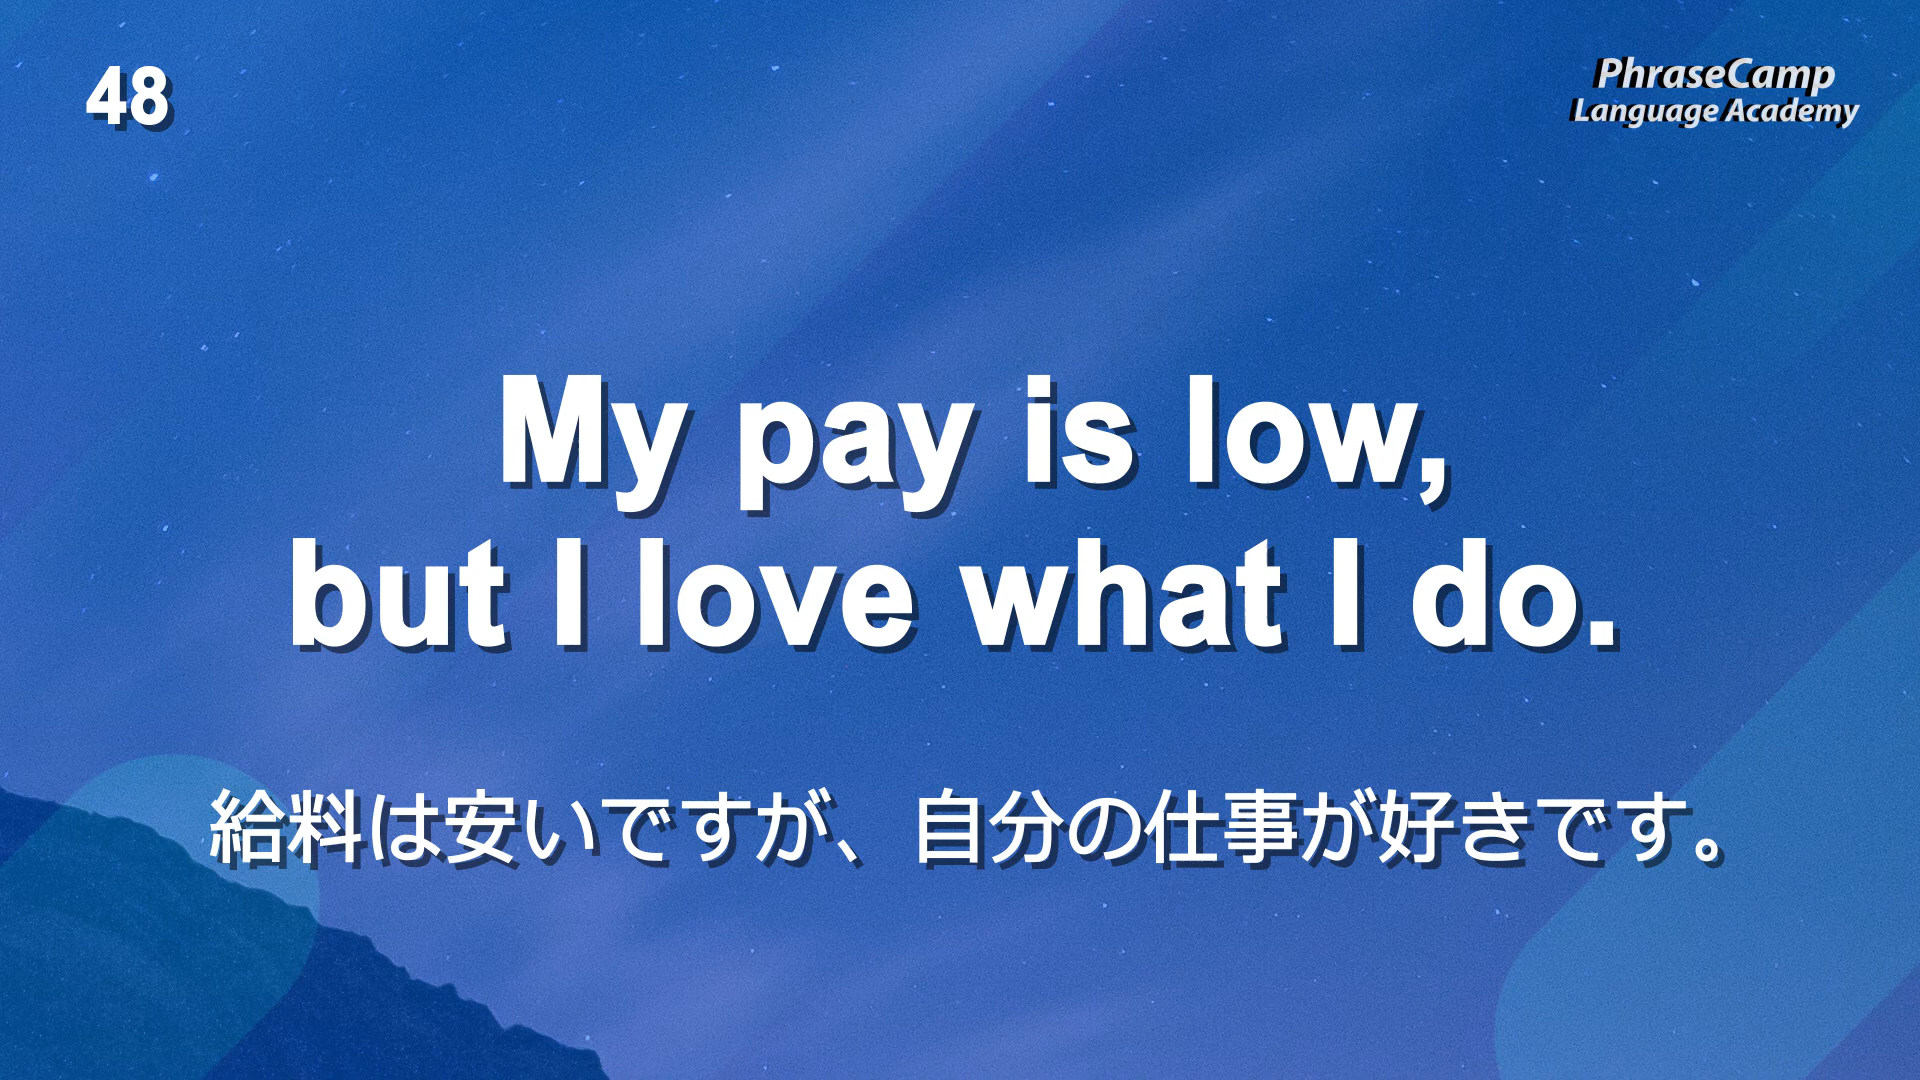 48
PhraseCamp
Language Academy
My pay is low,
but I love what I do.
給料は安いですが、自分の仕事が好きです。